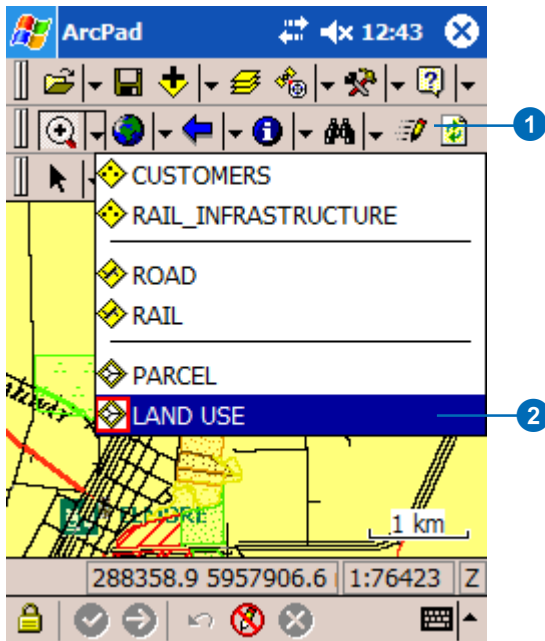 ArcPad 12:43
1
CUSTOMERS
RAIL_INFRASTRUCTURE
ROAD
RAIL
PARCEL
LAND USE
2
1 km
288358.9 5957906.6 1:76423 Z